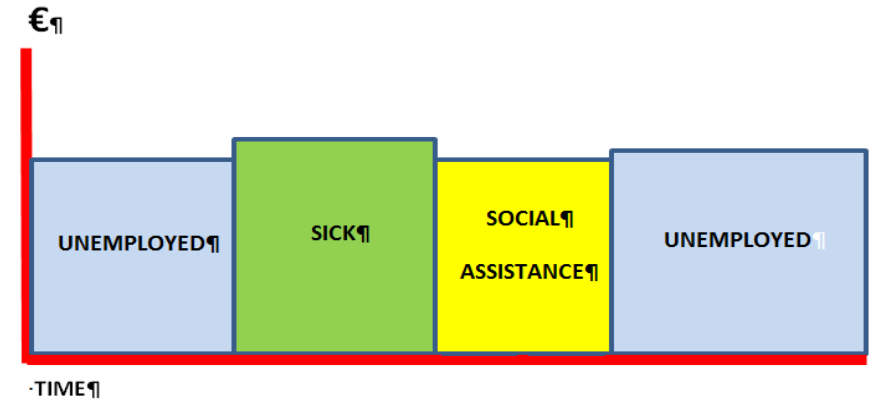 €¶
UNEMPLOYED¶
SICK¶
SOCIAL¶
ASSISTANCE¶
UNEMPLOYED¶
·TIME¶